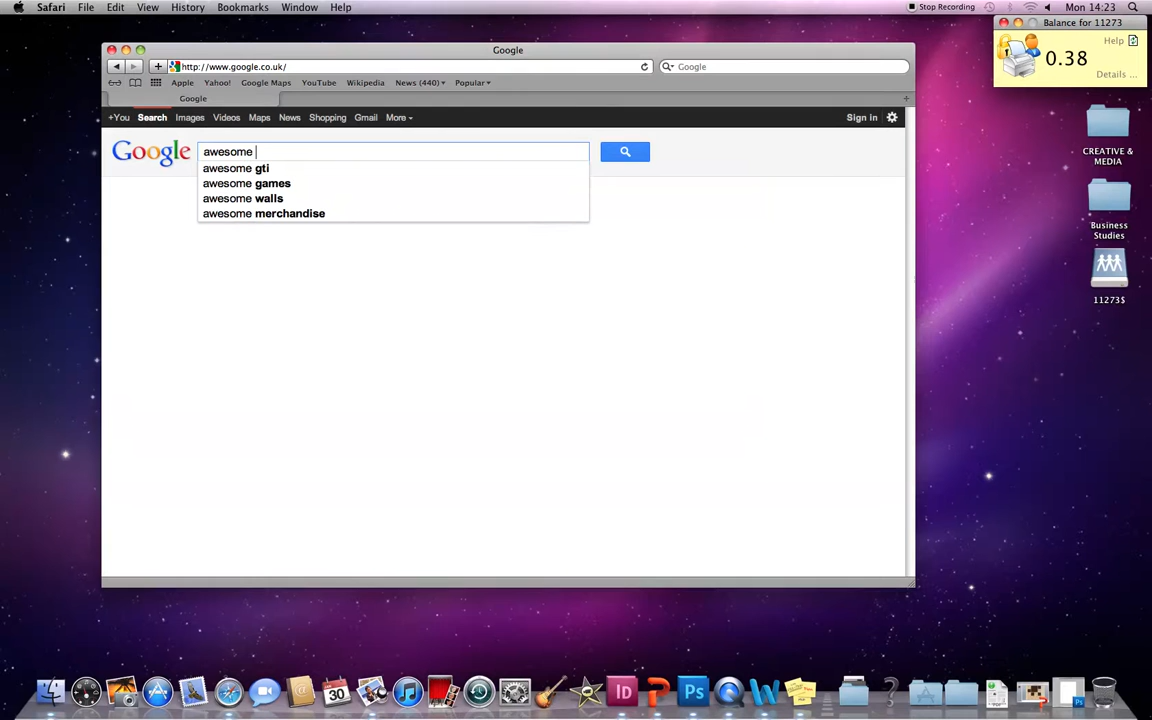 Safari File Edit View History Bookmarks Window Help Stop Recording Mon 14:23
Balance for 11273
Help
0.38
Details ...
Google
http://www.google.co.uk/ Google
Apple Yahoo! Google Maps YouTube Wikipedia News (440) Popular
Google
+You Search Images Videos Maps News Shopping Gmail More Sign in
Google awesome
awesome gti
awesome games
awesome walls
awesome merchandise
CREATIVE &
MEDIA
Business
Studies
11273$
30 Id Ps W